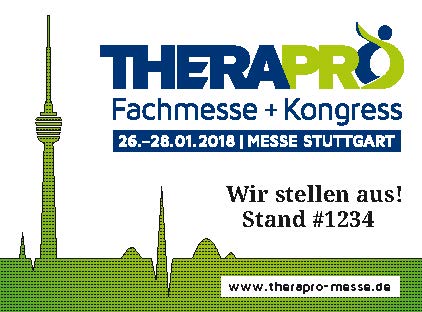 THERAPRO
Fachmesse + Kongress
26.–28.01.2018 | MESSE STUTTGART
Wir stellen aus!
Stand #1234
www.therapro-messe.de